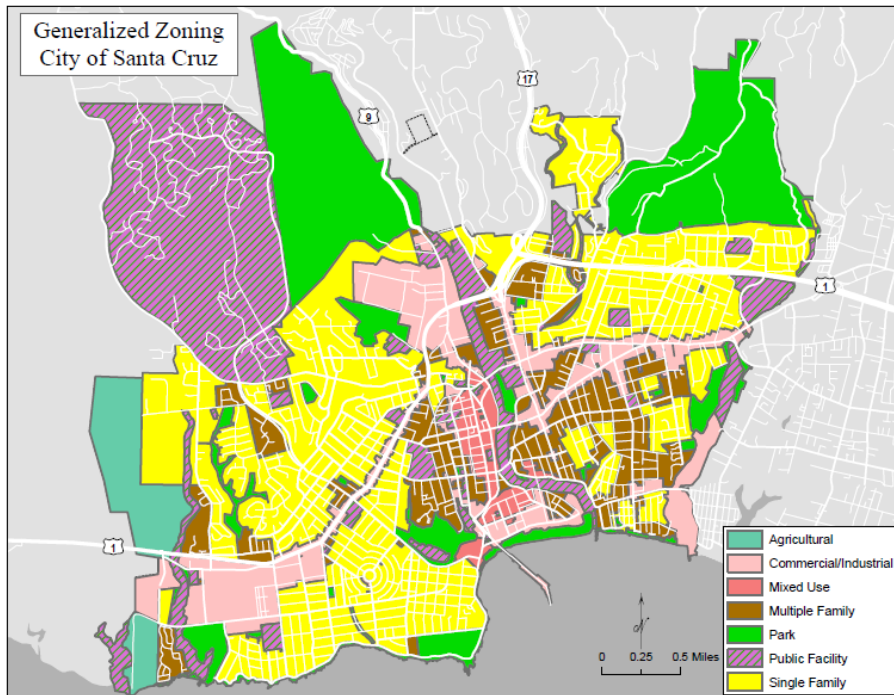 Generalized Zoning
City of Santa Cruz
17
9
1
1
Agricultural
Commercial/Industrial
Mixed Use
Multiple Family
Park
Public Facility
Single Family
N
0 0.25 0.5 Miles